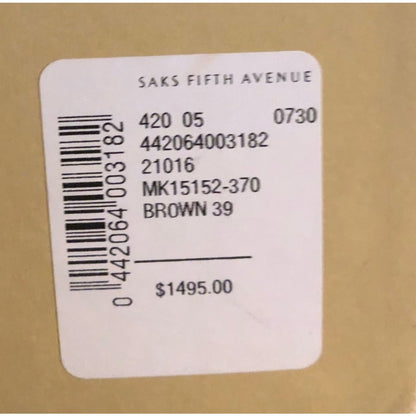 SAKS FIFTH AVENUE
420 05 0730
442064003182
21016
MK15152-370
BROWN 39
$1495.00
0 442064 003182